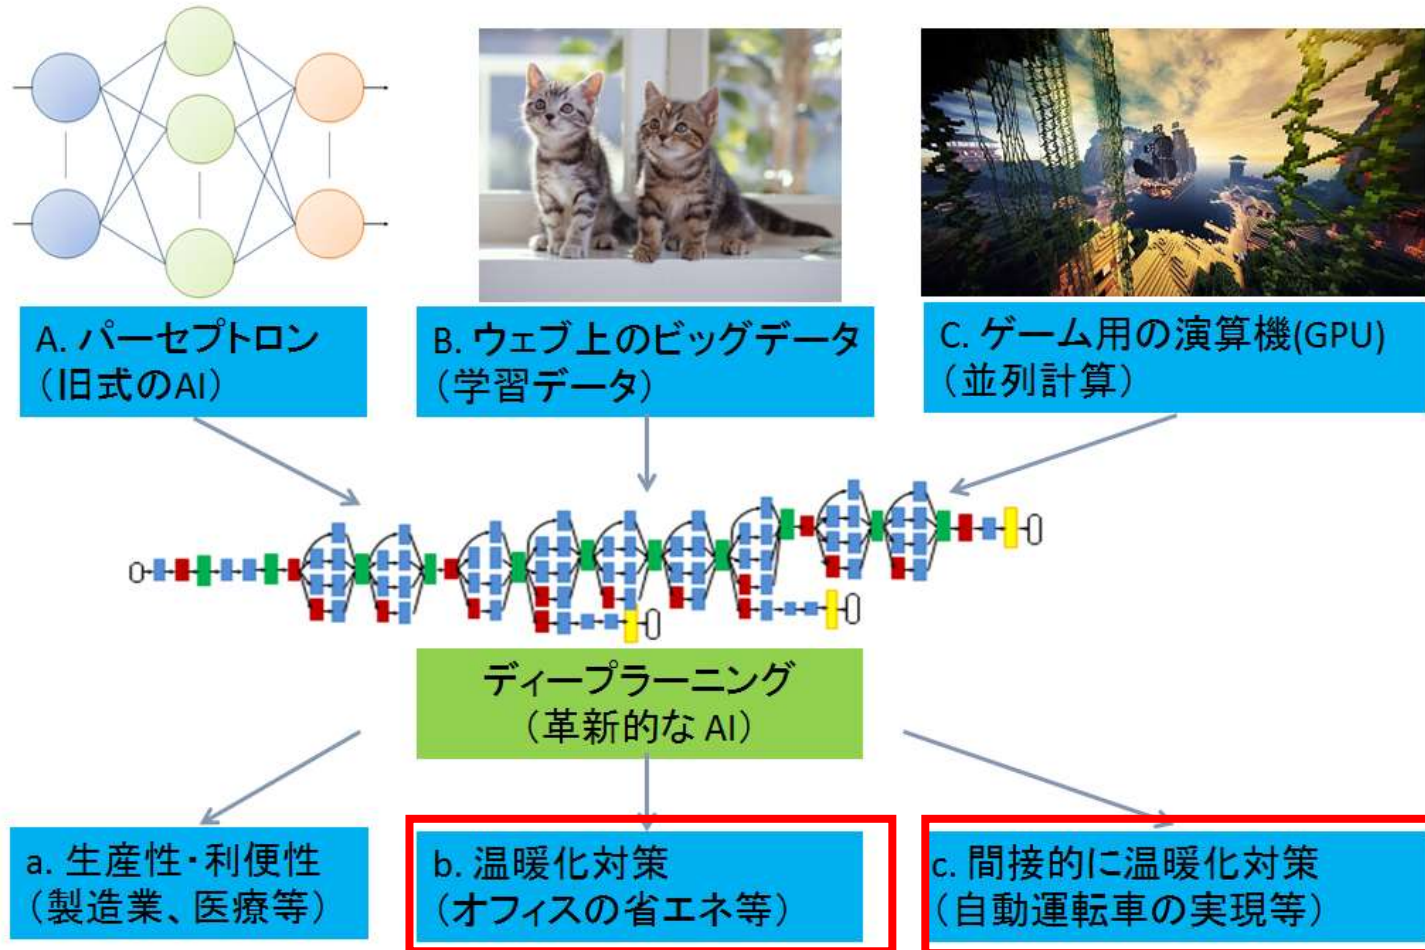 A. パーセプトロン
（旧式のAI）
B. ウェブ上のビッグデータ
（学習データ）
C. ゲーム用の演算機(GPU)
（並列計算）
ディープラーニング
（革新的な AI）
a. 生産性・利便性
（製造業、医療等）
b. 温暖化対策
（オフィスの省エネ等）
c. 間接的に温暖化対策
（自動運転車の実現等）